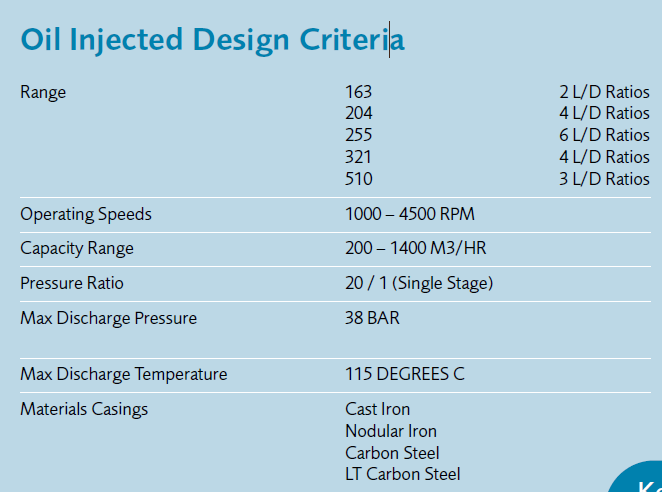 Oil Injected Design Criteria
Range 163 2 L/D Ratios
204 4 L/D Ratios
255 6 L/D Ratios
321 4 L/D Ratios
510 3 L/D Ratios
Operating Speeds 1000 – 4500 RPM
Capacity Range 200 – 1400 M3/HR
Pressure Ratio 20 / 1 (Single Stage)
Max Discharge Pressure 38 BAR
Max Discharge Temperature 115 DEGREES C
Materials Casings Cast Iron
Nodular Iron
Carbon Steel
LT Carbon Steel